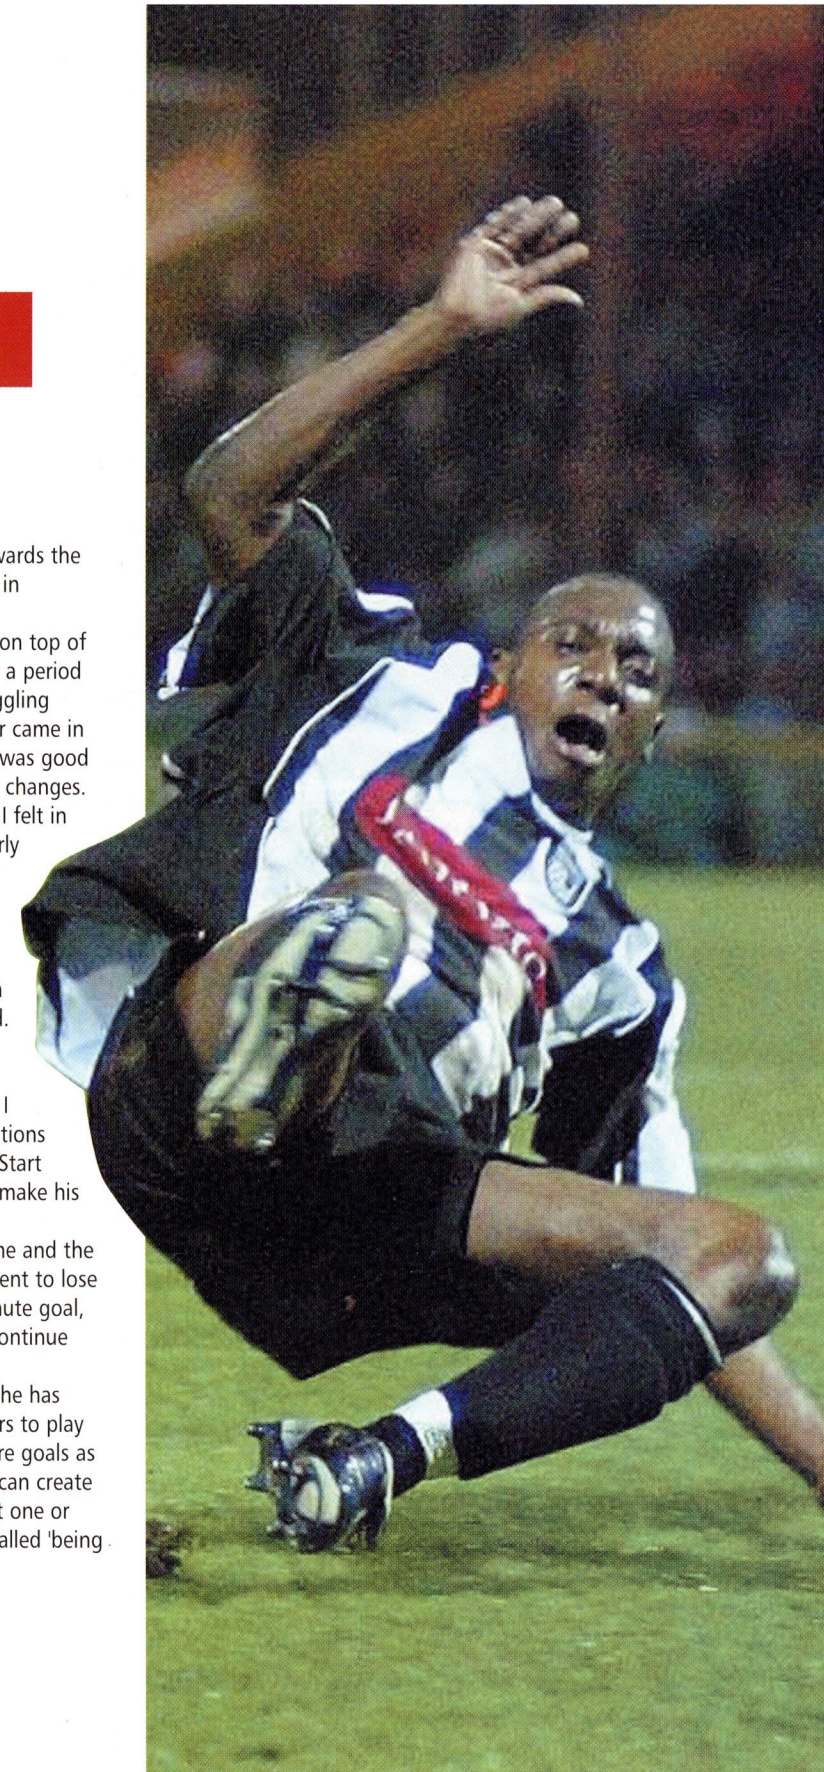 wards the
in
on top of
a period
ggling
r came in
was good
changes.
I felt in
rly
d.
I
tions
Start
make his
ne and the
ent to lose
nute goal,
ontinue
he has
rs to play
re goals as
can create
t one or
alled 'being